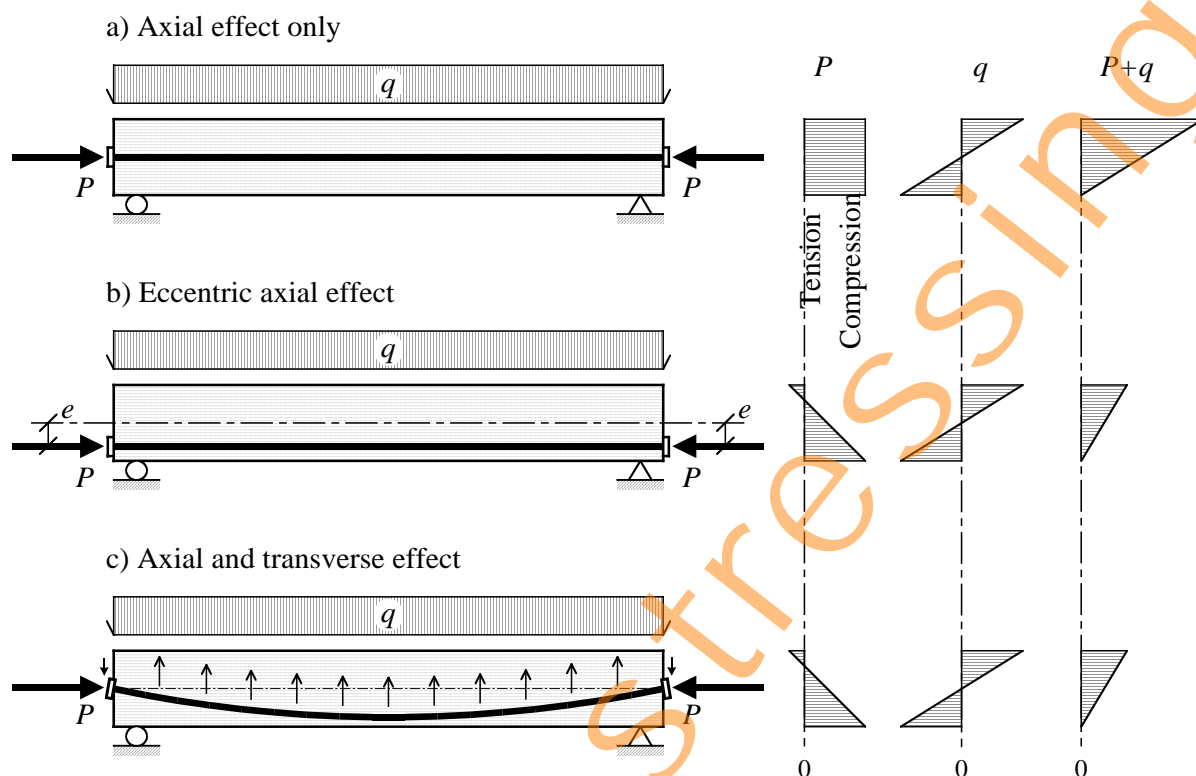 a) Axial effect only
P q P+q
q
P P
Tension
Compression
b) Eccentric axial effect
q
e e
P P
c) Axial and transverse effect
q
P P
0 0 0
stressing